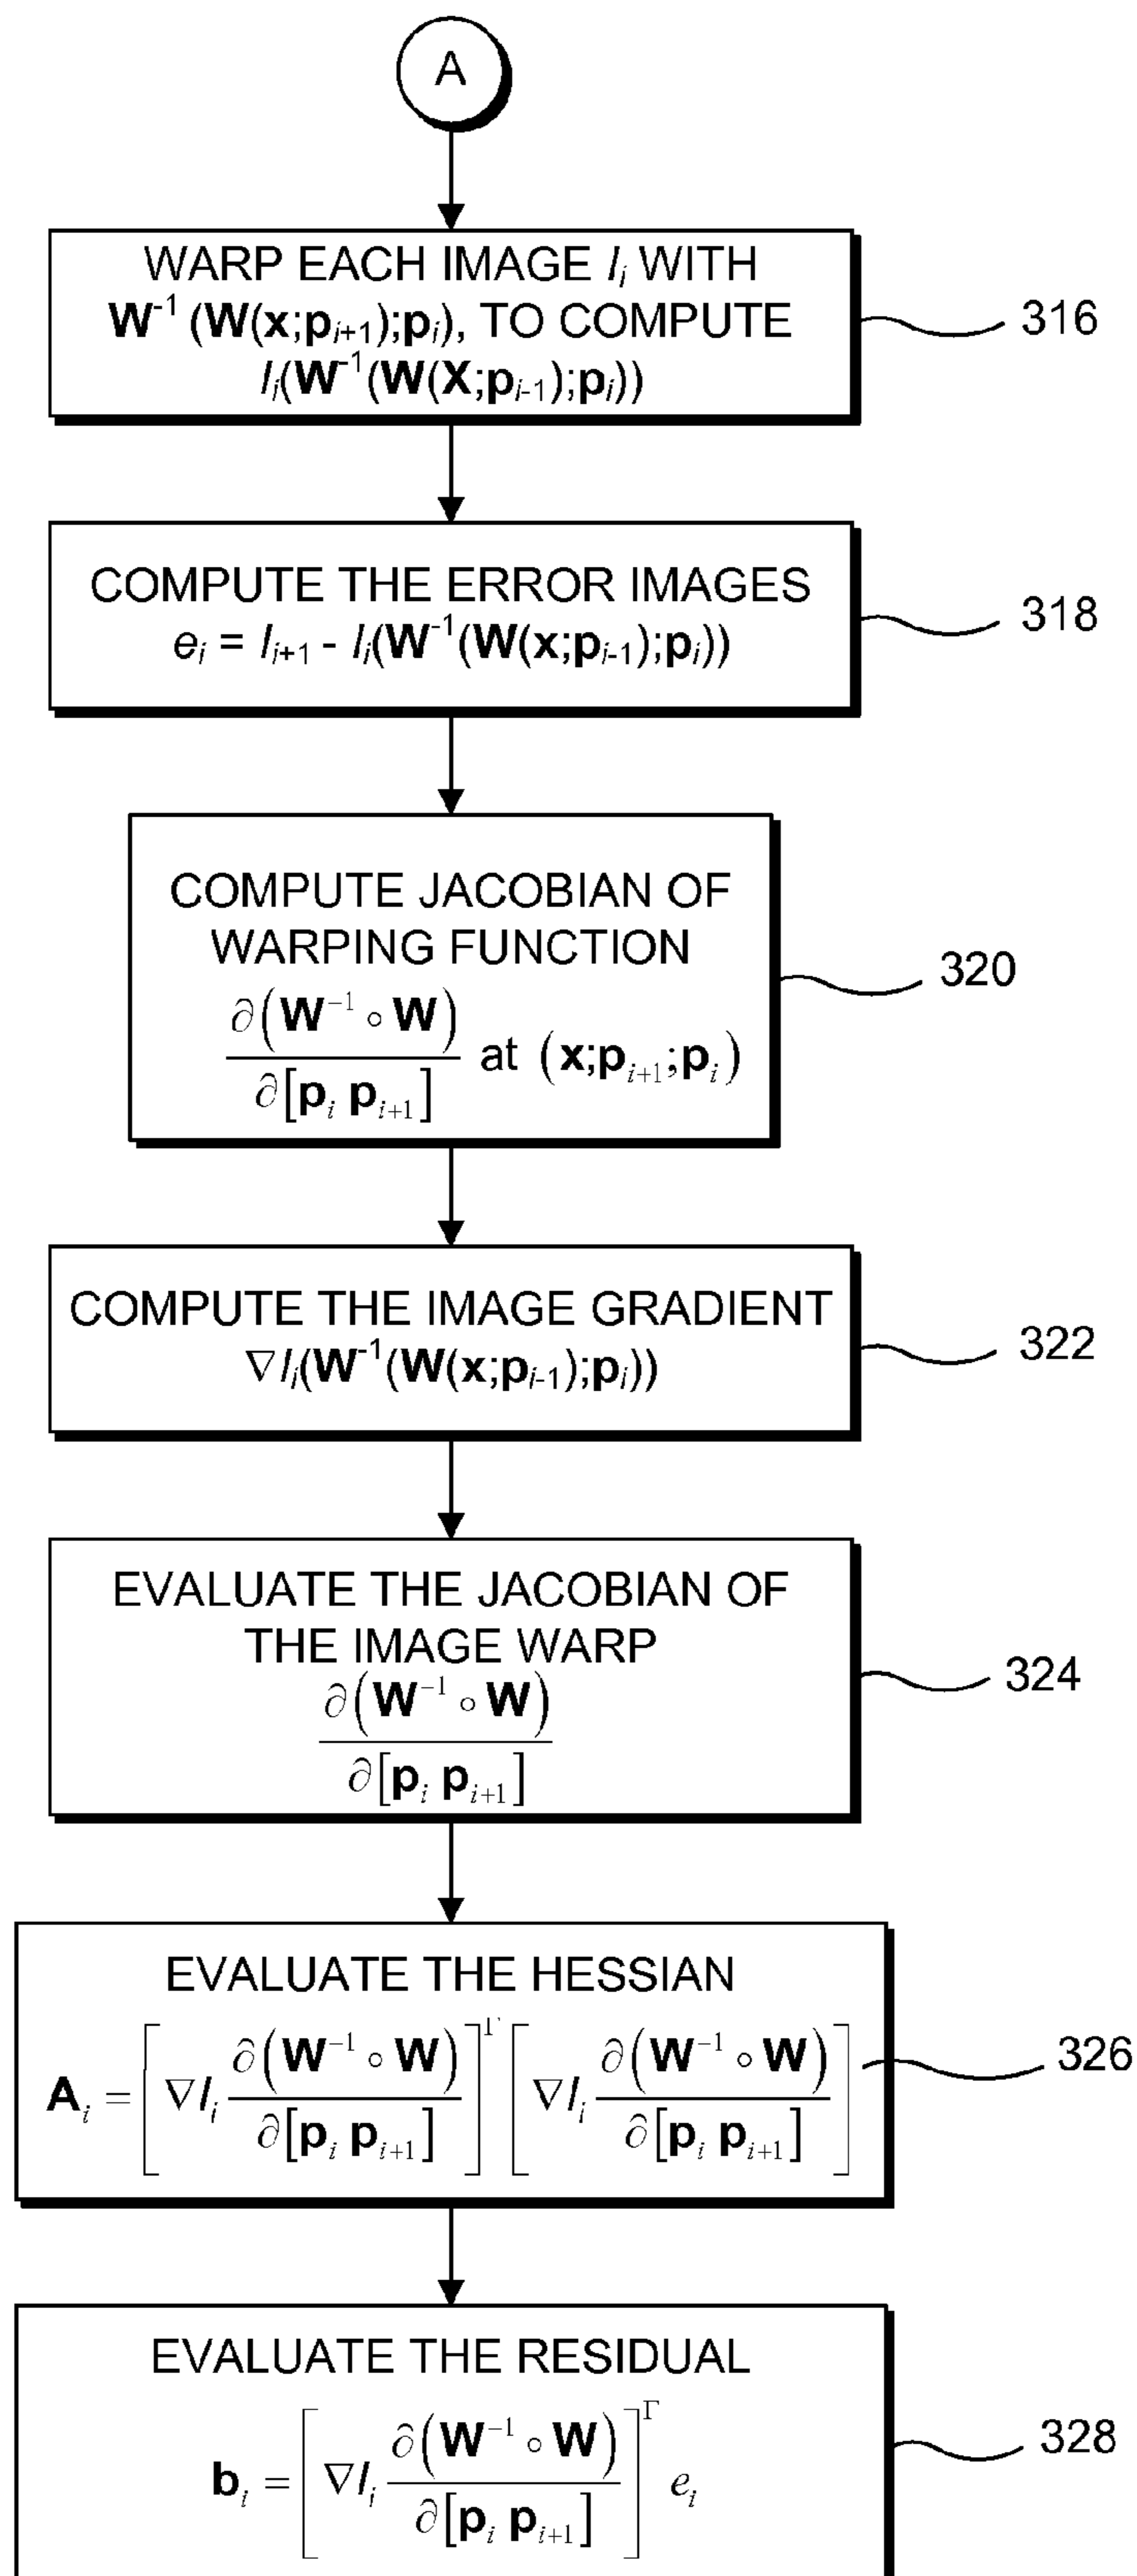 A
WARP EACH IMAGE Iᵢ WITH
W⁻¹ (W(x;pᵢ₊₁);pᵢ), TO COMPUTE
Iᵢ(W⁻¹(W(X;pᵢ₋₁);pᵢ))
316
COMPUTE THE ERROR IMAGES
eᵢ = Iᵢ₊₁ - Iᵢ(W⁻¹(W(x;pᵢ₋₁);pᵢ))
318
COMPUTE JACOBIAN OF
WARPING FUNCTION
∂(W⁻¹ ∘ W) / ∂[pᵢ pᵢ₊₁] at (x;pᵢ₊₁;pᵢ)
320
COMPUTE THE IMAGE GRADIENT
∇Iᵢ(W⁻¹(W(x;pᵢ₋₁);pᵢ))
322
EVALUATE THE JACOBIAN OF
THE IMAGE WARP
∂(W⁻¹ ∘ W) / ∂[pᵢ pᵢ₊₁]
324
EVALUATE THE HESSIAN
Aᵢ = [∇Iᵢ ∂(W⁻¹ ∘ W) / ∂[pᵢ pᵢ₊₁]]^Γ [∇Iᵢ ∂(W⁻¹ ∘ W) / ∂[pᵢ pᵢ₊₁]]
326
EVALUATE THE RESIDUAL
bᵢ = [∇Iᵢ ∂(W⁻¹ ∘ W) / ∂[pᵢ pᵢ₊₁]]^Γ eᵢ
328